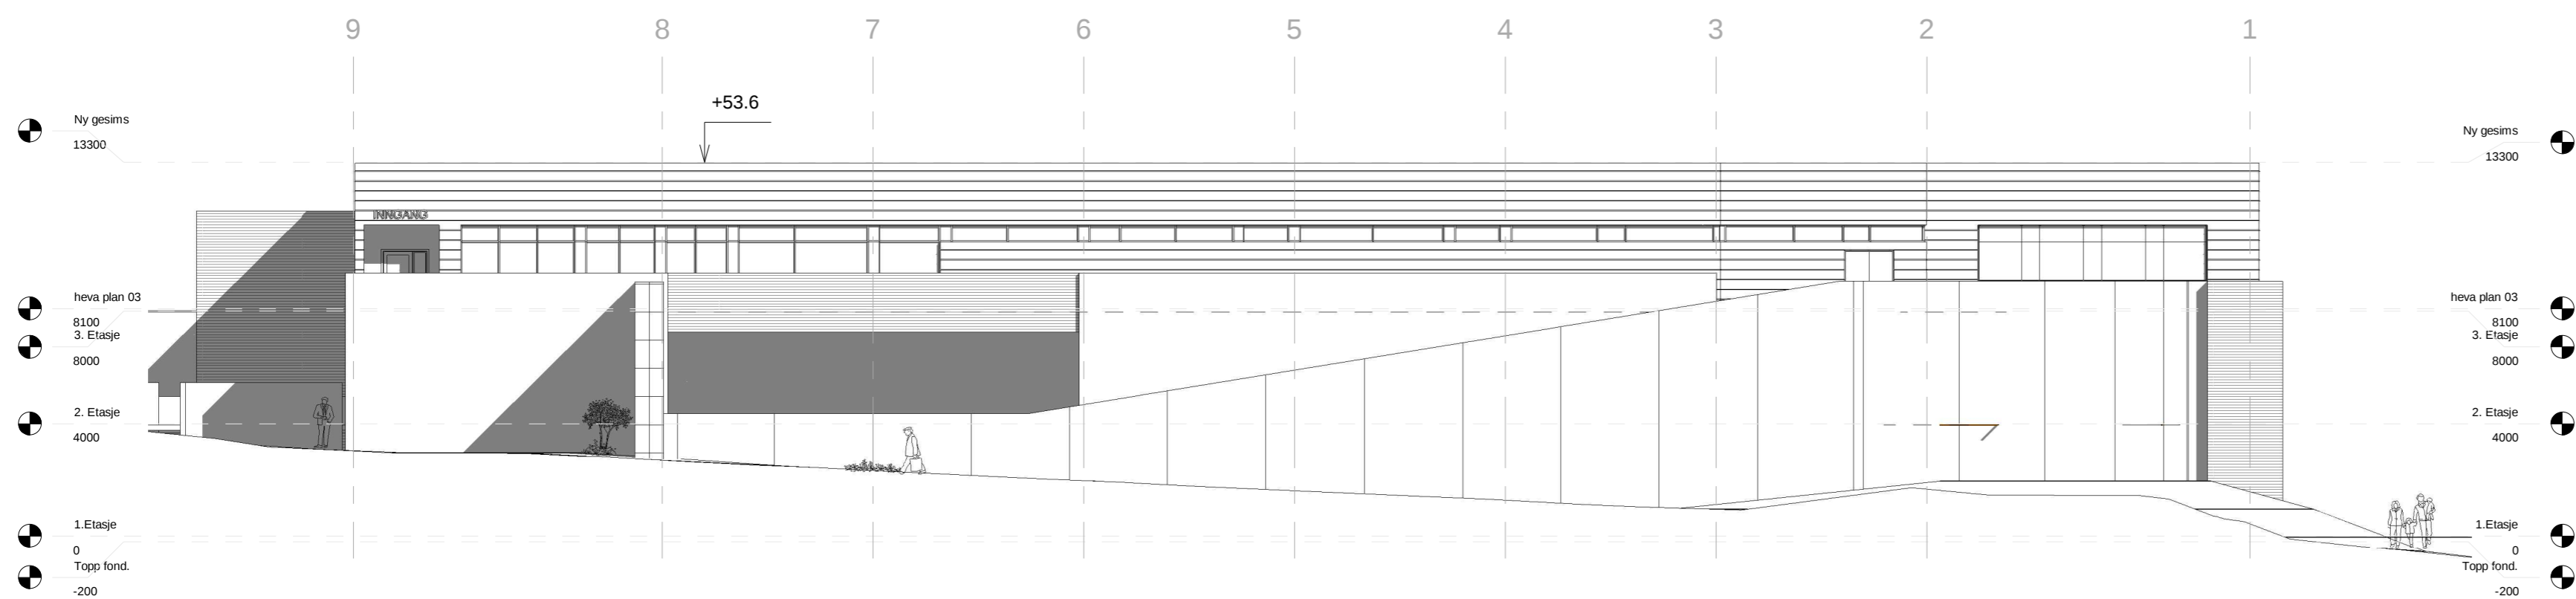 9 8 7 6 5 4 3 2 1
+53.6
Ny gesims
13300
Ny gesims
13300
INNGANG
heva plan 03
8100
3. Etasje
8000
heva plan 03
8100
3. Etasje
8000
2. Etasje
4000
2. Etasje
4000
1.Etasje
0
Topp fond.
-200
1.Etasje
0
Topp fond.
-200